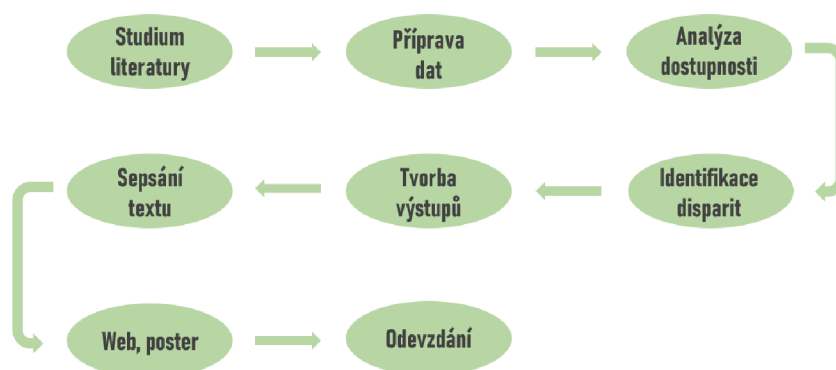 Studium
literatury
Příprava
dat
Analýza
dostupnosti
Identifikace
disparit
Tvorba
výstupů
Sepsání
textu
Web, poster
Odevzdání